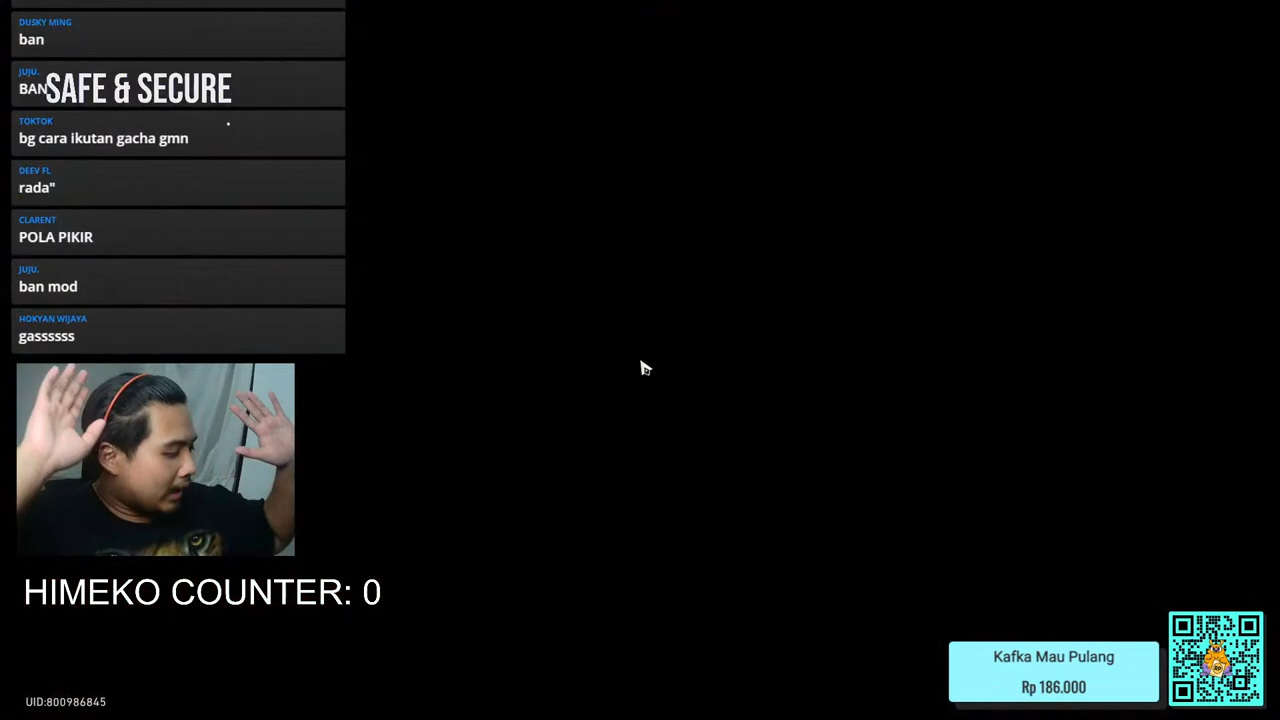 DUSKY MING
ban
JUJU.
BAN
SAFE & SECURE
TOKTOK
bg cara ikutan gacha gmn
DEEV FL
rada"
CLARENT
POLA PIKIR
JUJU.
ban mod
HOKYAN WIJAYA
gassssss
HIMEKO COUNTER: 0
Kafka Mau Pulang
Rp 186.000
UID:800986845